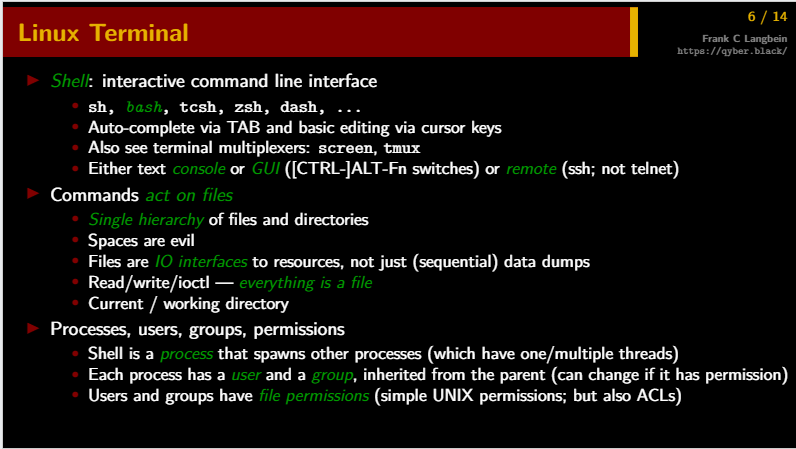 Linux Terminal
6 / 14
Frank C Langbein
https://qyber.black/
Shell: interactive command line interface
sh, bash, tcsh, zsh, dash, ...
Auto-complete via TAB and basic editing via cursor keys
Also see terminal multiplexers: screen, tmux
Either text console or GUI ([CTRL-]ALT-Fn switches) or remote (ssh; not telnet)
Commands act on files
Single hierarchy of files and directories
Spaces are evil
Files are IO interfaces to resources, not just (sequential) data dumps
Read/write/ioctl — everything is a file
Current / working directory
Processes, users, groups, permissions
Shell is a process that spawns other processes (which have one/multiple threads)
Each process has a user and a group, inherited from the parent (can change if it has permission)
Users and groups have file permissions (simple UNIX permissions; but also ACLs)